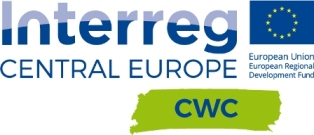 Interreg
CENTRAL EUROPE
European Union
European Regional
Development Fund
CWC